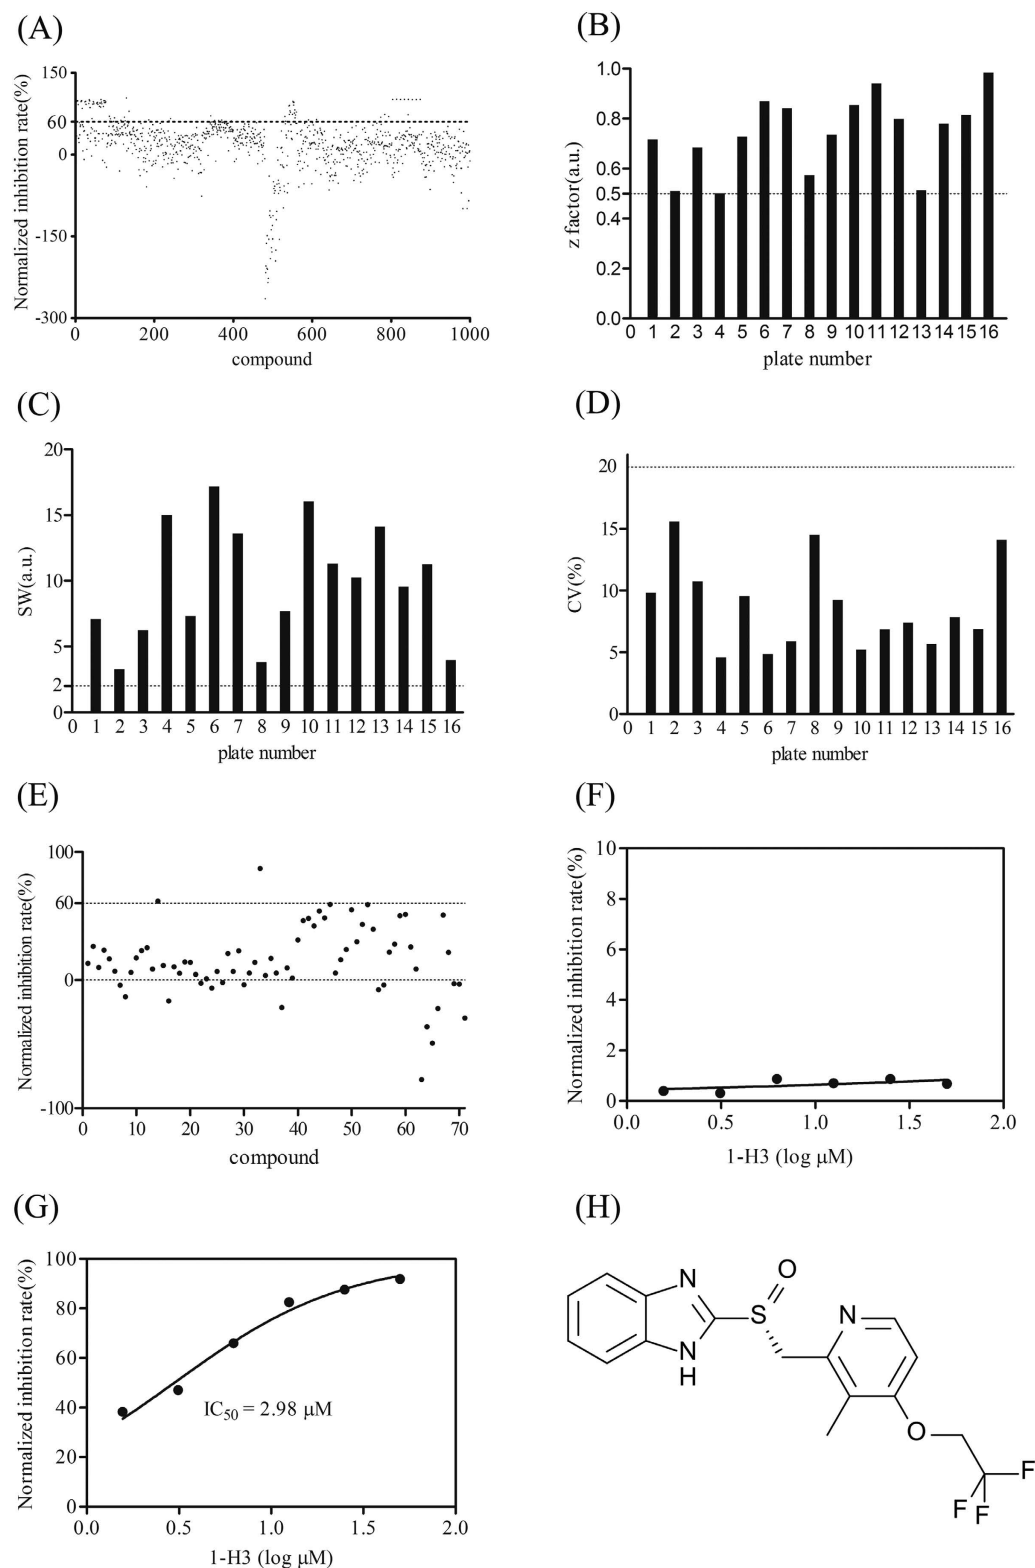 (A)
Normalized inhibition rate(%)
150
60
0
-150
-300
0 200 400 600 800 1000
compound
(B)
z factor(a.u.)
1.0
0.8
0.6
0.5
0.4
0.2
0.0
0 1 2 3 4 5 6 7 8 9 10 11 12 13 14 15 16
plate number
(C)
SW(a.u.)
20
15
10
5
2
0
0 1 2 3 4 5 6 7 8 9 10 11 12 13 14 15 16
plate number
(D)
CV(%)
20
15
10
5
0
0 1 2 3 4 5 6 7 8 9 10 11 12 13 14 15 16
plate number
(E)
Normalized inhibition rate(%)
100
60
0
-100
0 10 20 30 40 50 60 70
compound
(F)
Normalized inhibition rate(%)
10
8
6
4
2
0
0.0 0.5 1.0 1.5 2.0
1-H3 (log μM)
(G)
Normalized inhibition rate(%)
100
80
60
40
20
0
IC50 = 2.98 μM
0.0 0.5 1.0 1.5 2.0
1-H3 (log μM)
(H)
O
N
S
N
N
H
O
F
F
F